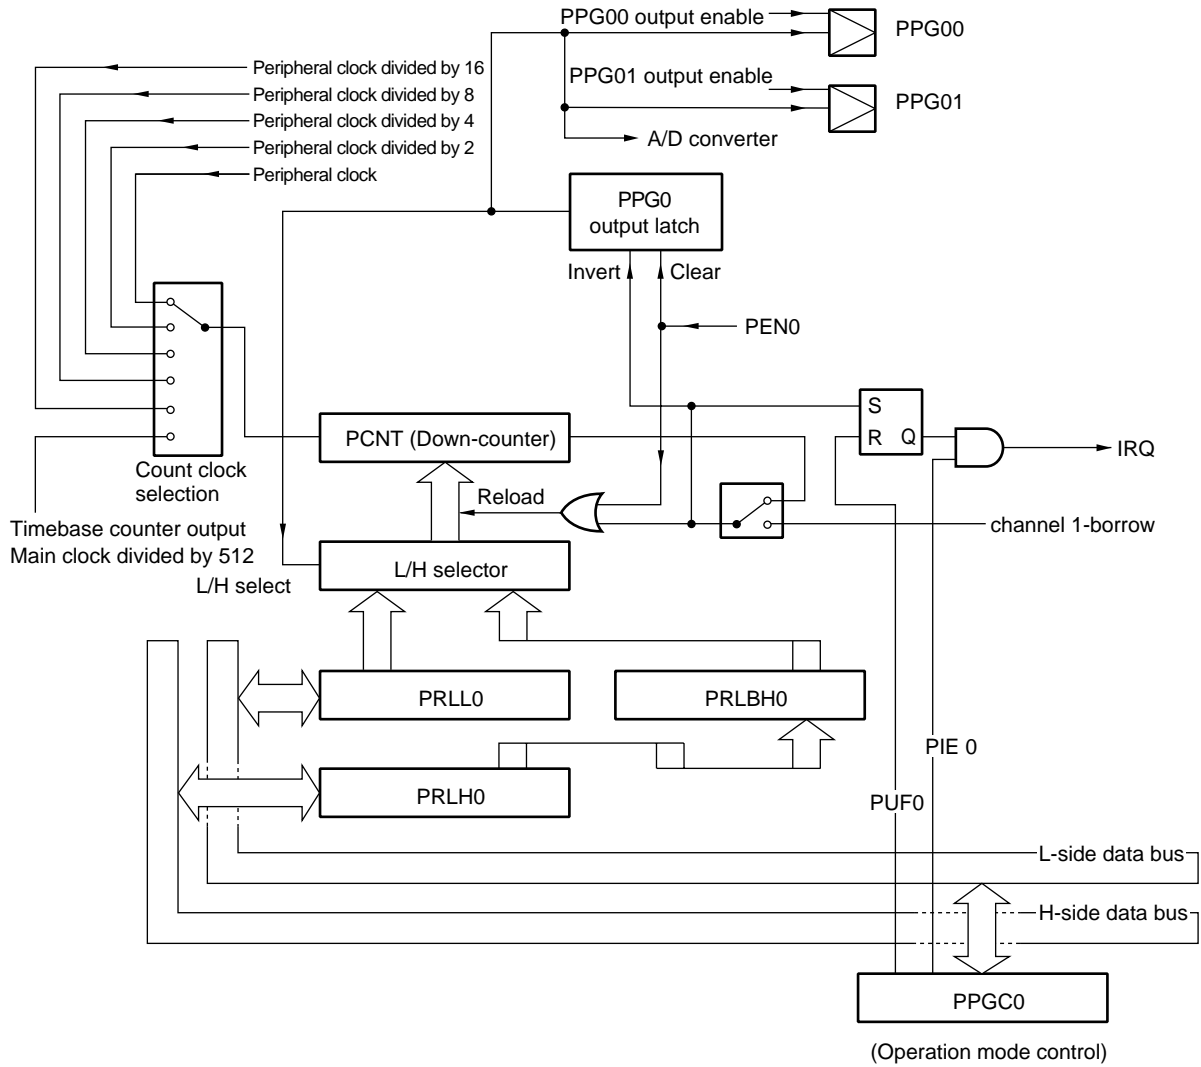 PPG00 output enable
PPG00
Peripheral clock divided by 16
PPG01 output enable
Peripheral clock divided by 8
PPG01
Peripheral clock divided by 4
A/D converter
Peripheral clock divided by 2
Peripheral clock
PPG0
output latch
Invert
Clear
PEN0
S
R
Q
PCNT (Down-counter)
IRQ
Count clock
selection
Reload
Timebase counter output
Main clock divided by 512
channel 1-borrow
L/H selector
L/H select
PRLL0
PRLBH0
PIE 0
PRLH0
PUF0
L-side data bus
H-side data bus
PPGC0
(Operation mode control)